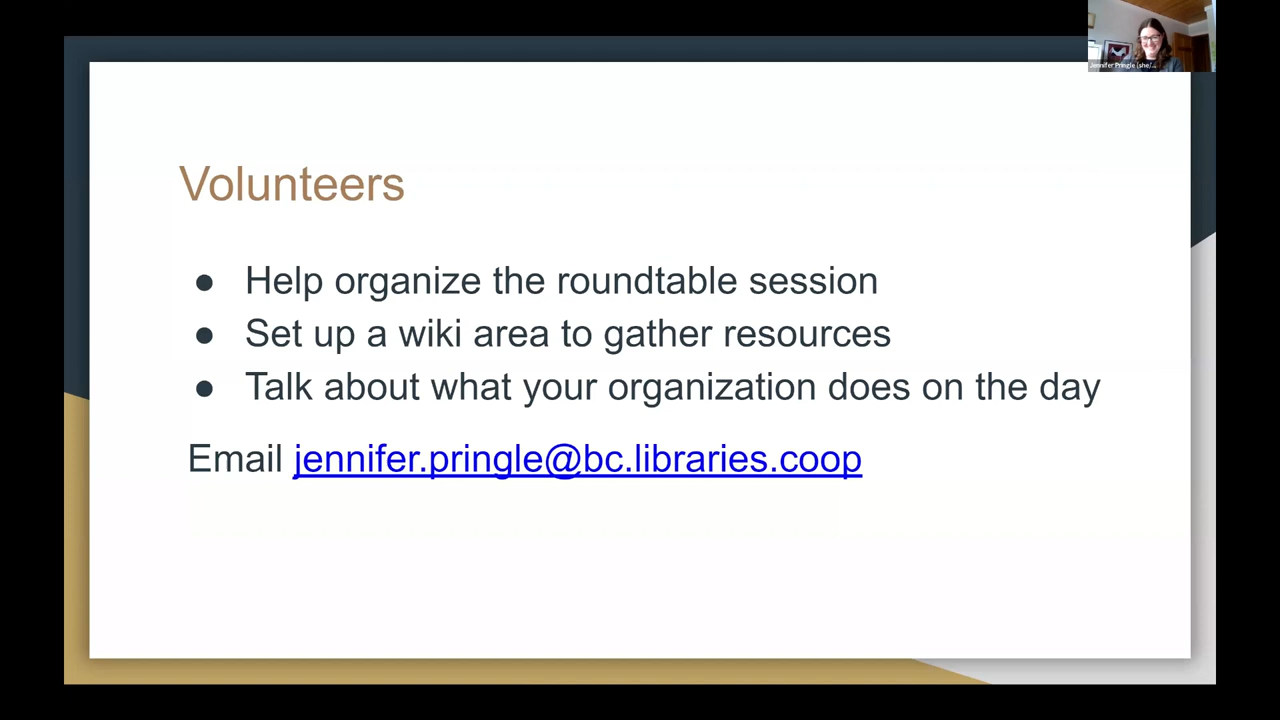 Jennifer Pringle (she/...
Volunteers
● Help organize the roundtable session
● Set up a wiki area to gather resources
● Talk about what your organization does on the day
Email jennifer.pringle@bc.libraries.coop